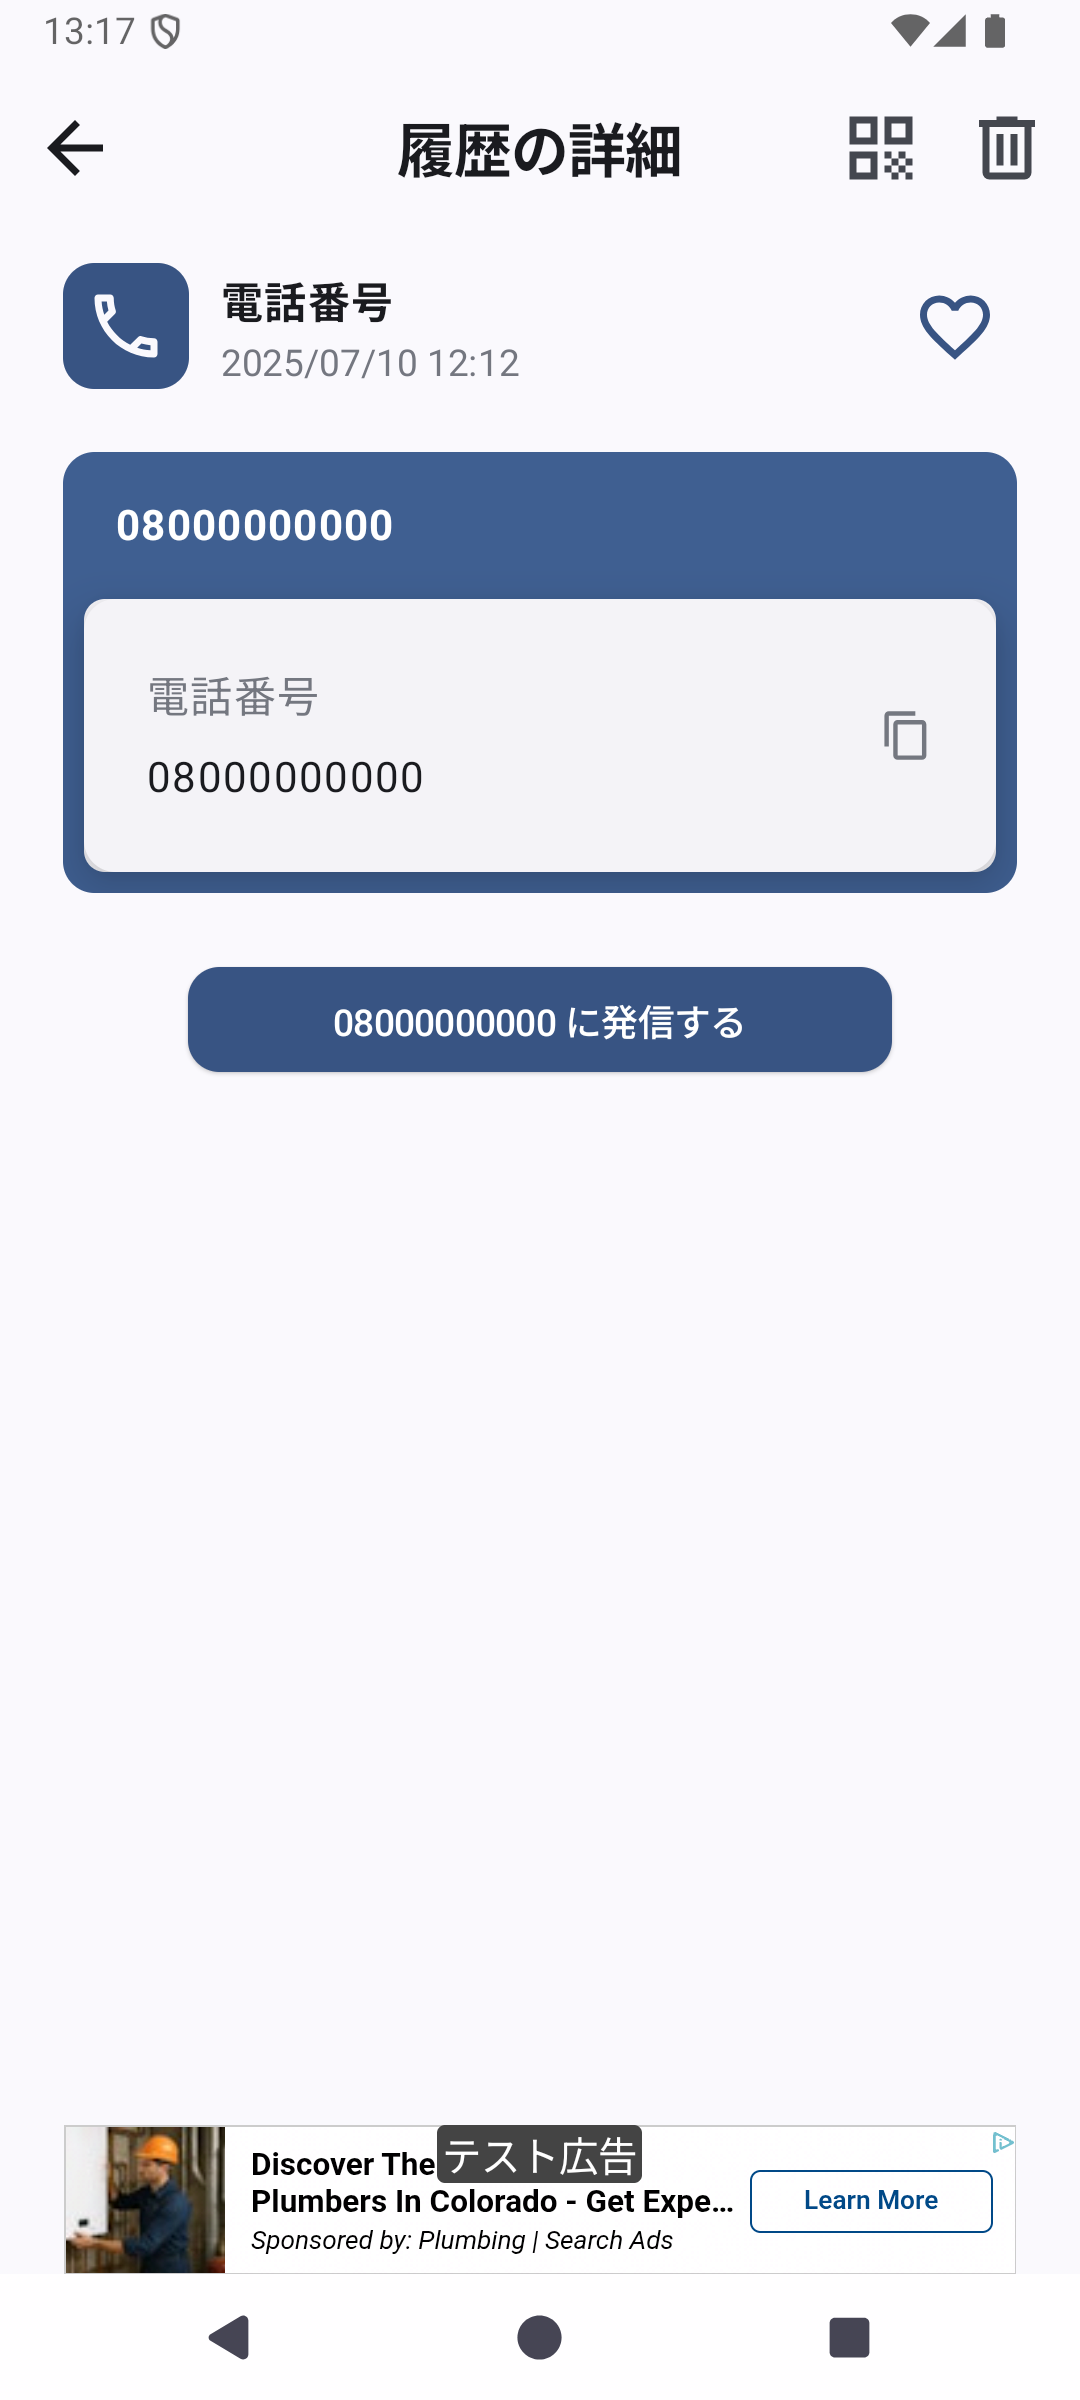 13:17
履歴の詳細
電話番号
2025/07/10 12:12
08000000000
電話番号
08000000000
08000000000 に発信する
テスト広告
Discover The
Plumbers In Colorado - Get Expe...
Sponsored by: Plumbing | Search Ads
Learn More